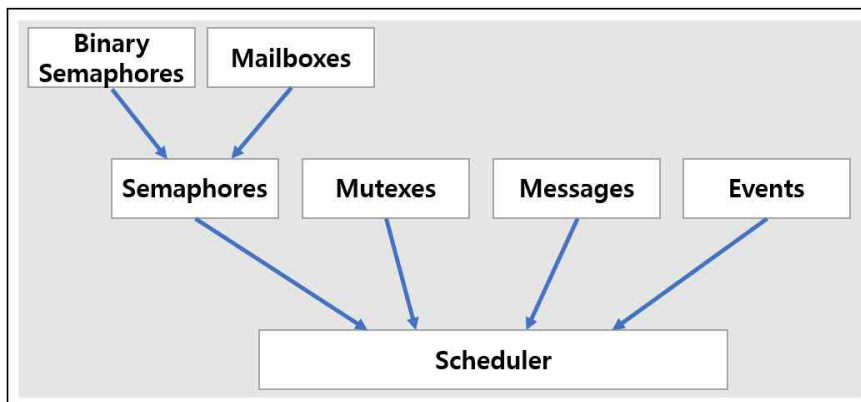 Binary
Semaphores
Mailboxes
Semaphores
Mutexes
Messages
Events
Scheduler